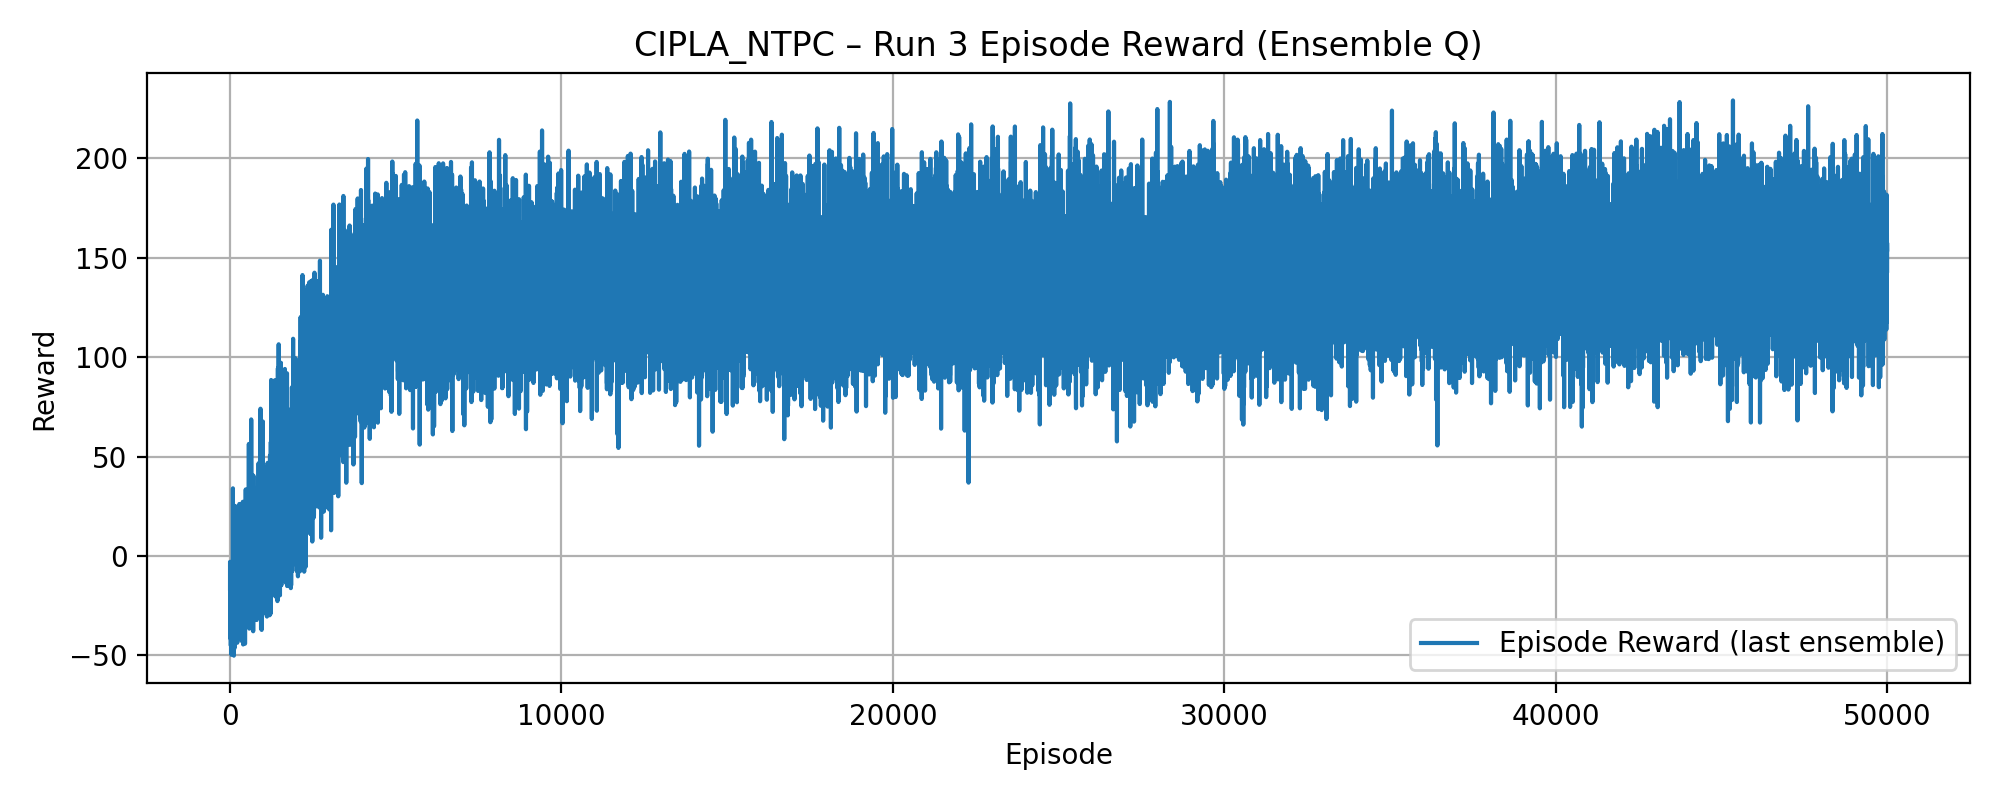 CIPLA_NTPC – Run 3 Episode Reward (Ensemble Q)
Reward
200
150
100
50
0
−50
Episode Reward (last ensemble)
0 10000 20000 30000 40000 50000
Episode